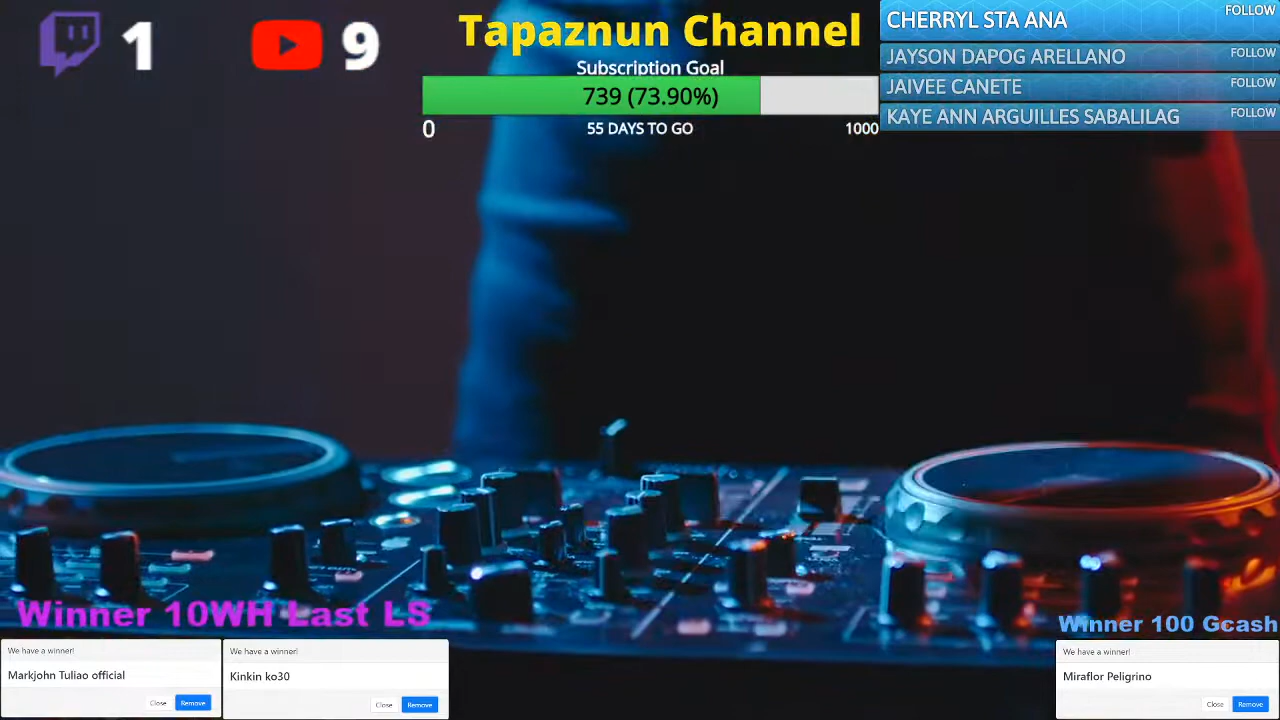 1
9
Tapaznun Channel
Subscription Goal
739 (73.90%)
0
55 DAYS TO GO
1000
CHERRYL STA ANA
FOLLOW
JAYSON DAPOG ARELLANO
FOLLOW
JAIVEE CANETE
FOLLOW
KAYE ANN ARGUILLES SABALILAG
FOLLOW
Winner 10WH Last LS
We have a winner!
Markjohn Tuliao official
Close
Remove
We have a winner!
Kinkin ko30
Close
Remove
Winner 100 Gcash
We have a winner!
Miraflor Peligrino
Close
Remove